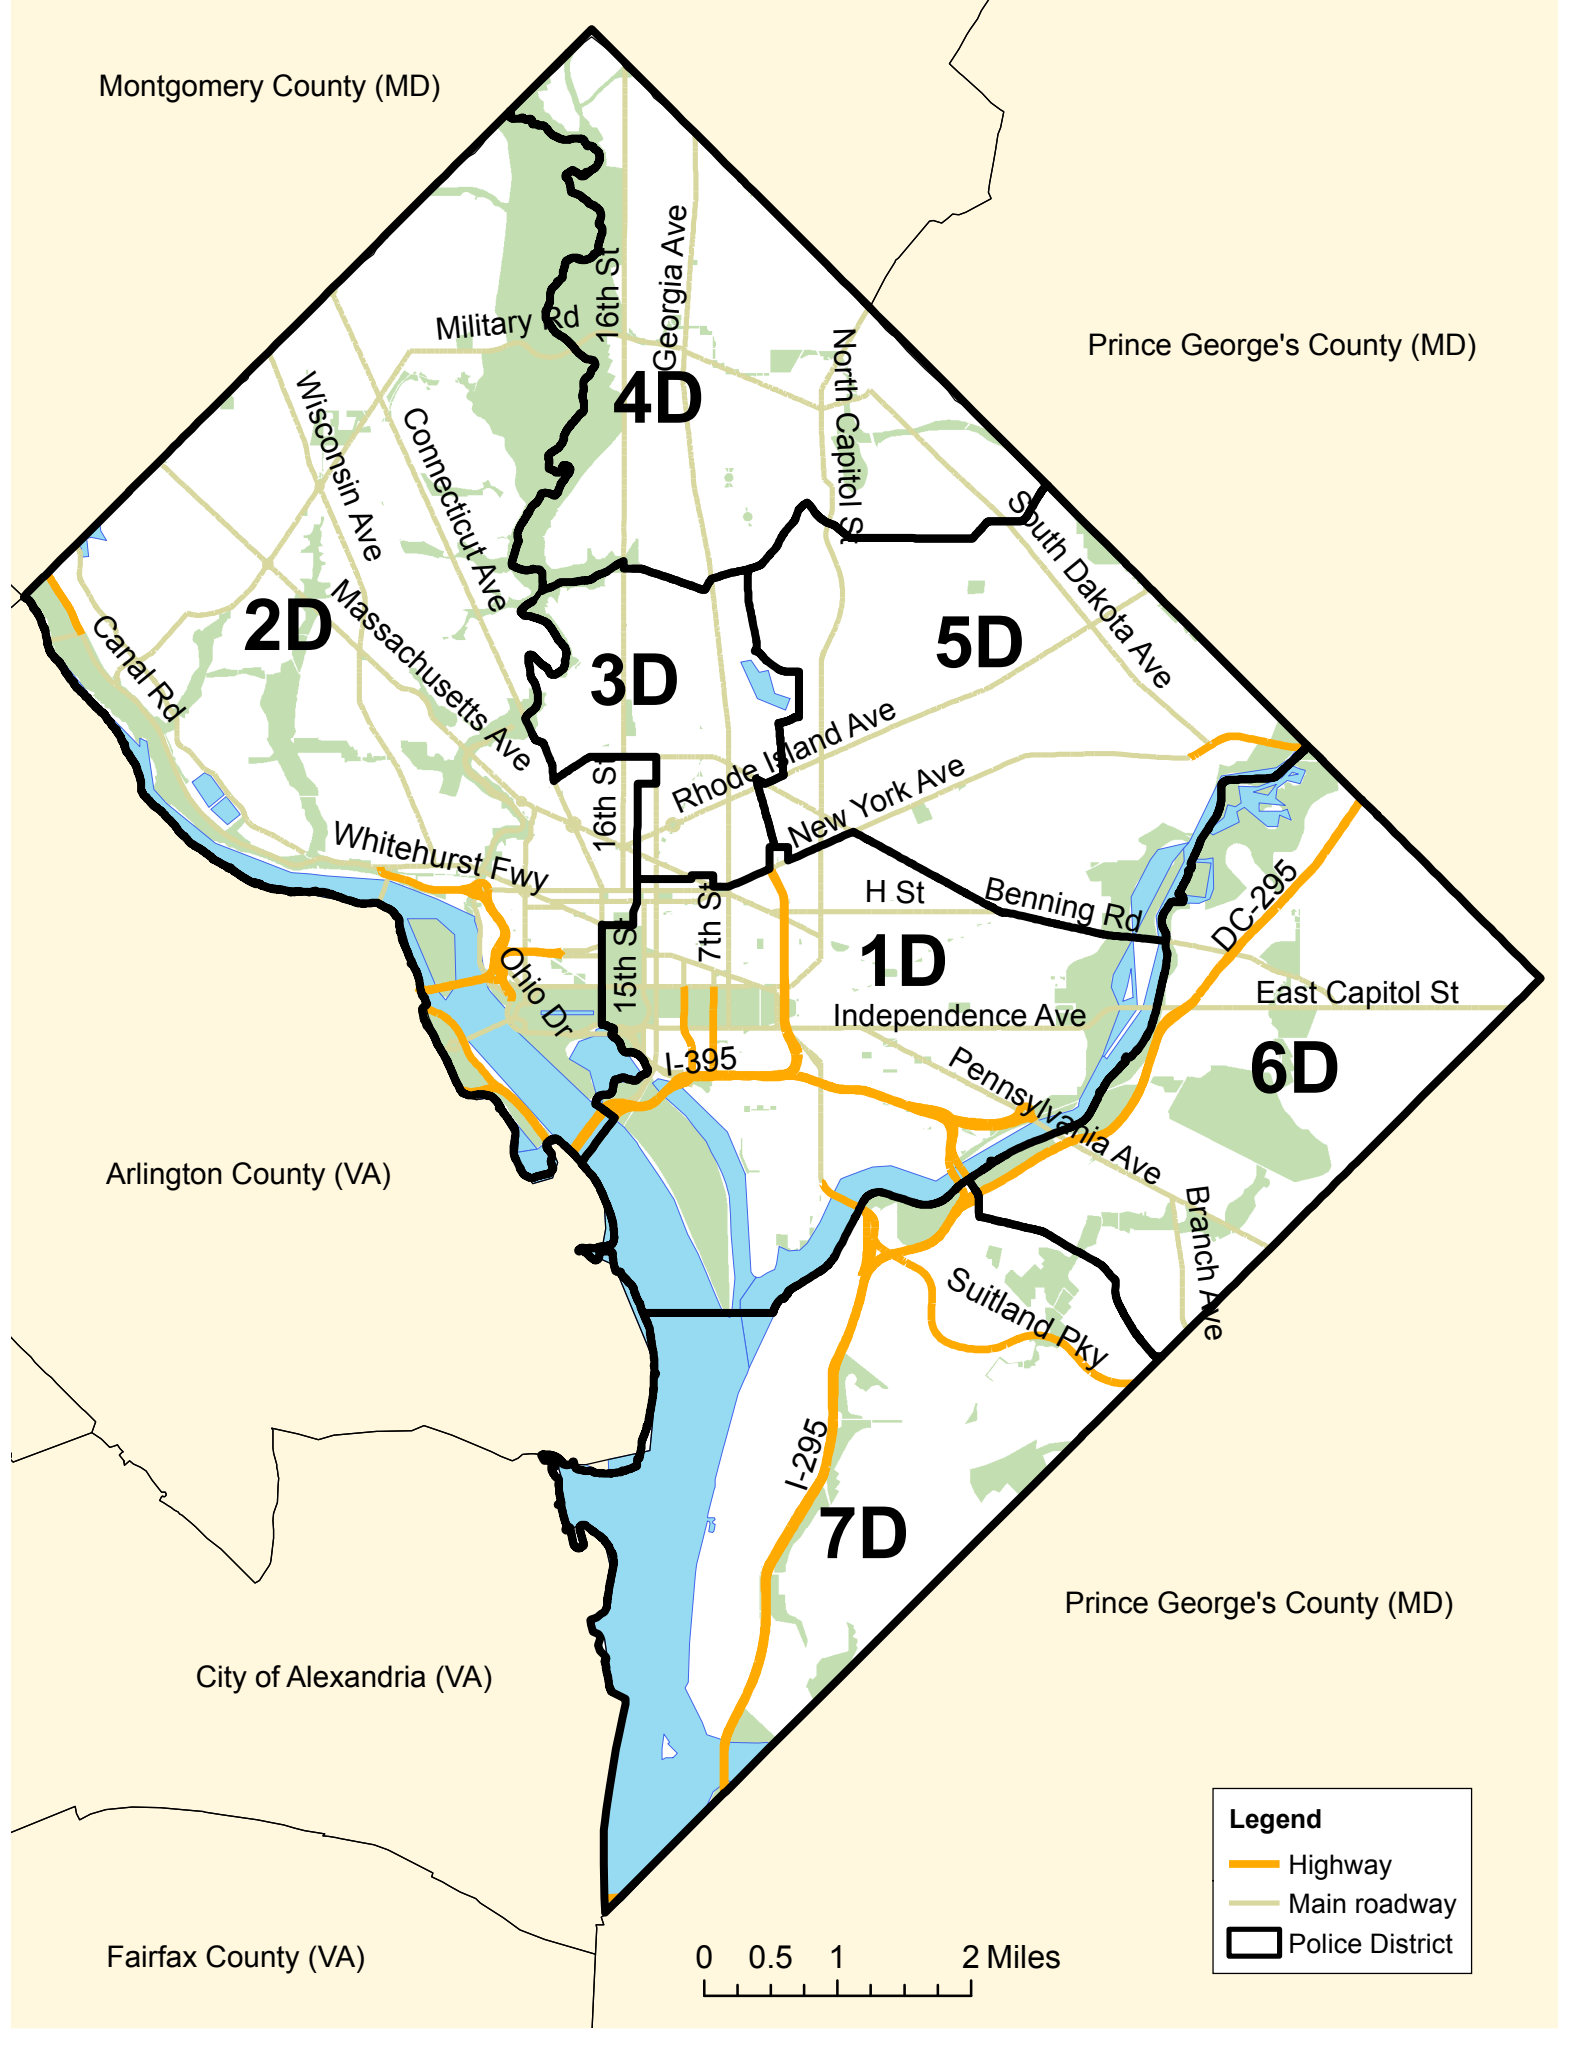 Montgomery County (MD)
16th St
Georgia Ave
Military Rd
North Capitol St
Prince George's County (MD)
4D
Wisconsin Ave
Connecticut Ave
South Dakota Ave
2D
Massachusetts Ave
3D
5D
Canal Rd
Rhode Island Ave
16th St
New York Ave
Whitehurst Fwy
7th St
H St
Benning Rd
DC-295
15th St
1D
Ohio Dr
East Capitol St
Independence Ave
I-395
Pennsylvania Ave
6D
Arlington County (VA)
Branch Ave
Suitland Pky
I-295
7D
Prince George's County (MD)
City of Alexandria (VA)
Legend
Highway
Main roadway
Police District
Fairfax County (VA)
0 0.5 1 2 Miles